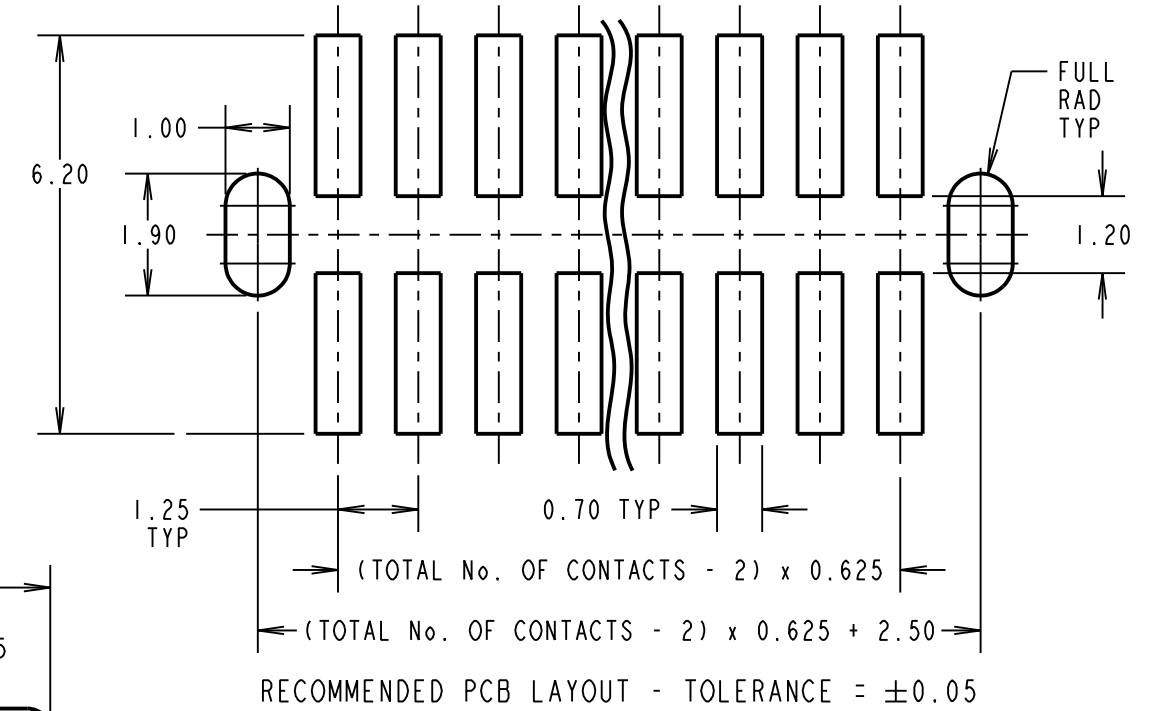 FULL
RAD
TYP
1.00
6.20
1.90
1.20
1.25
TYP
0.70 TYP
(TOTAL No. OF CONTACTS - 2) x 0.625
(TOTAL No. OF CONTACTS - 2) x 0.625 + 2.50
5
RECOMMENDED PCB LAYOUT - TOLERANCE = ±0.05